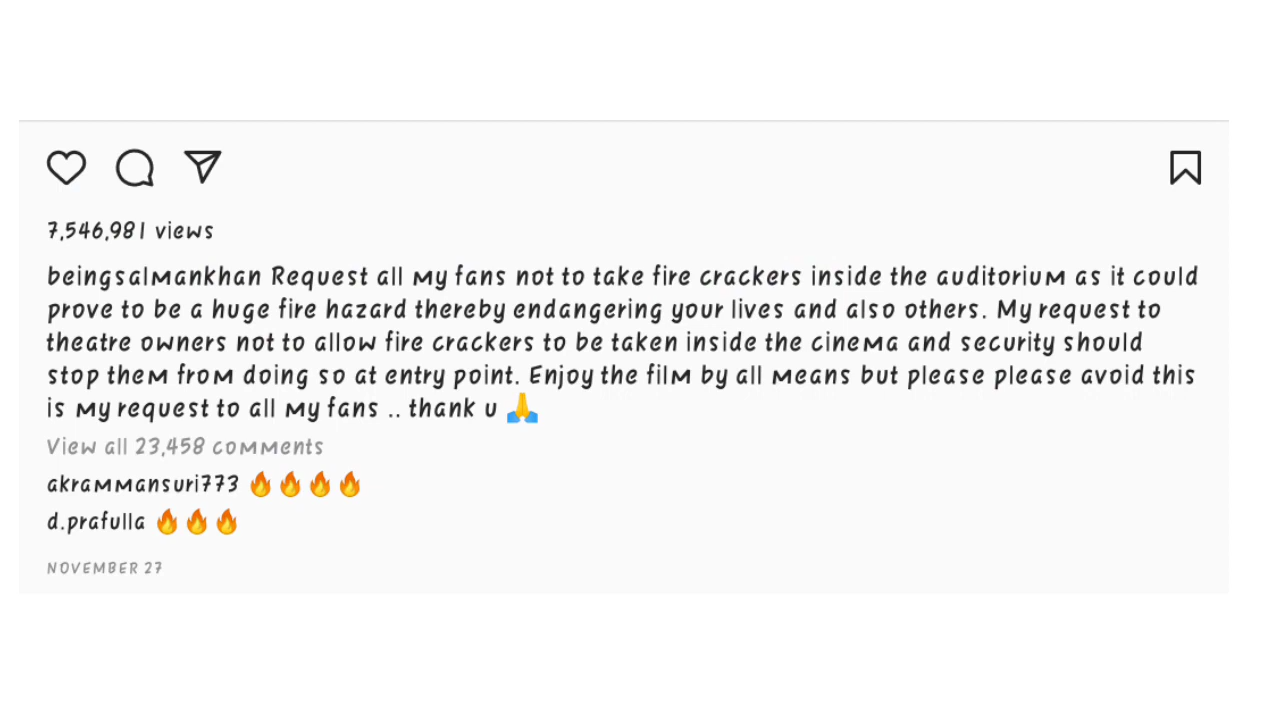 7,546,981 views
beingsalmankhan Request all my fans not to take fire crackers inside the auditorium as it could
prove to be a huge fire hazard thereby endangering your lives and also others. My request to
theatre owners not to allow fire crackers to be taken inside the cinema and security should
stop them from doing so at entry point. Enjoy the film by all means but please please avoid this
is my request to all my fans .. thank u 🙏
View all 23,458 comments
akrammansuri773 🔥🔥🔥🔥
d.prafulla 🔥🔥🔥
NOVEMBER 27